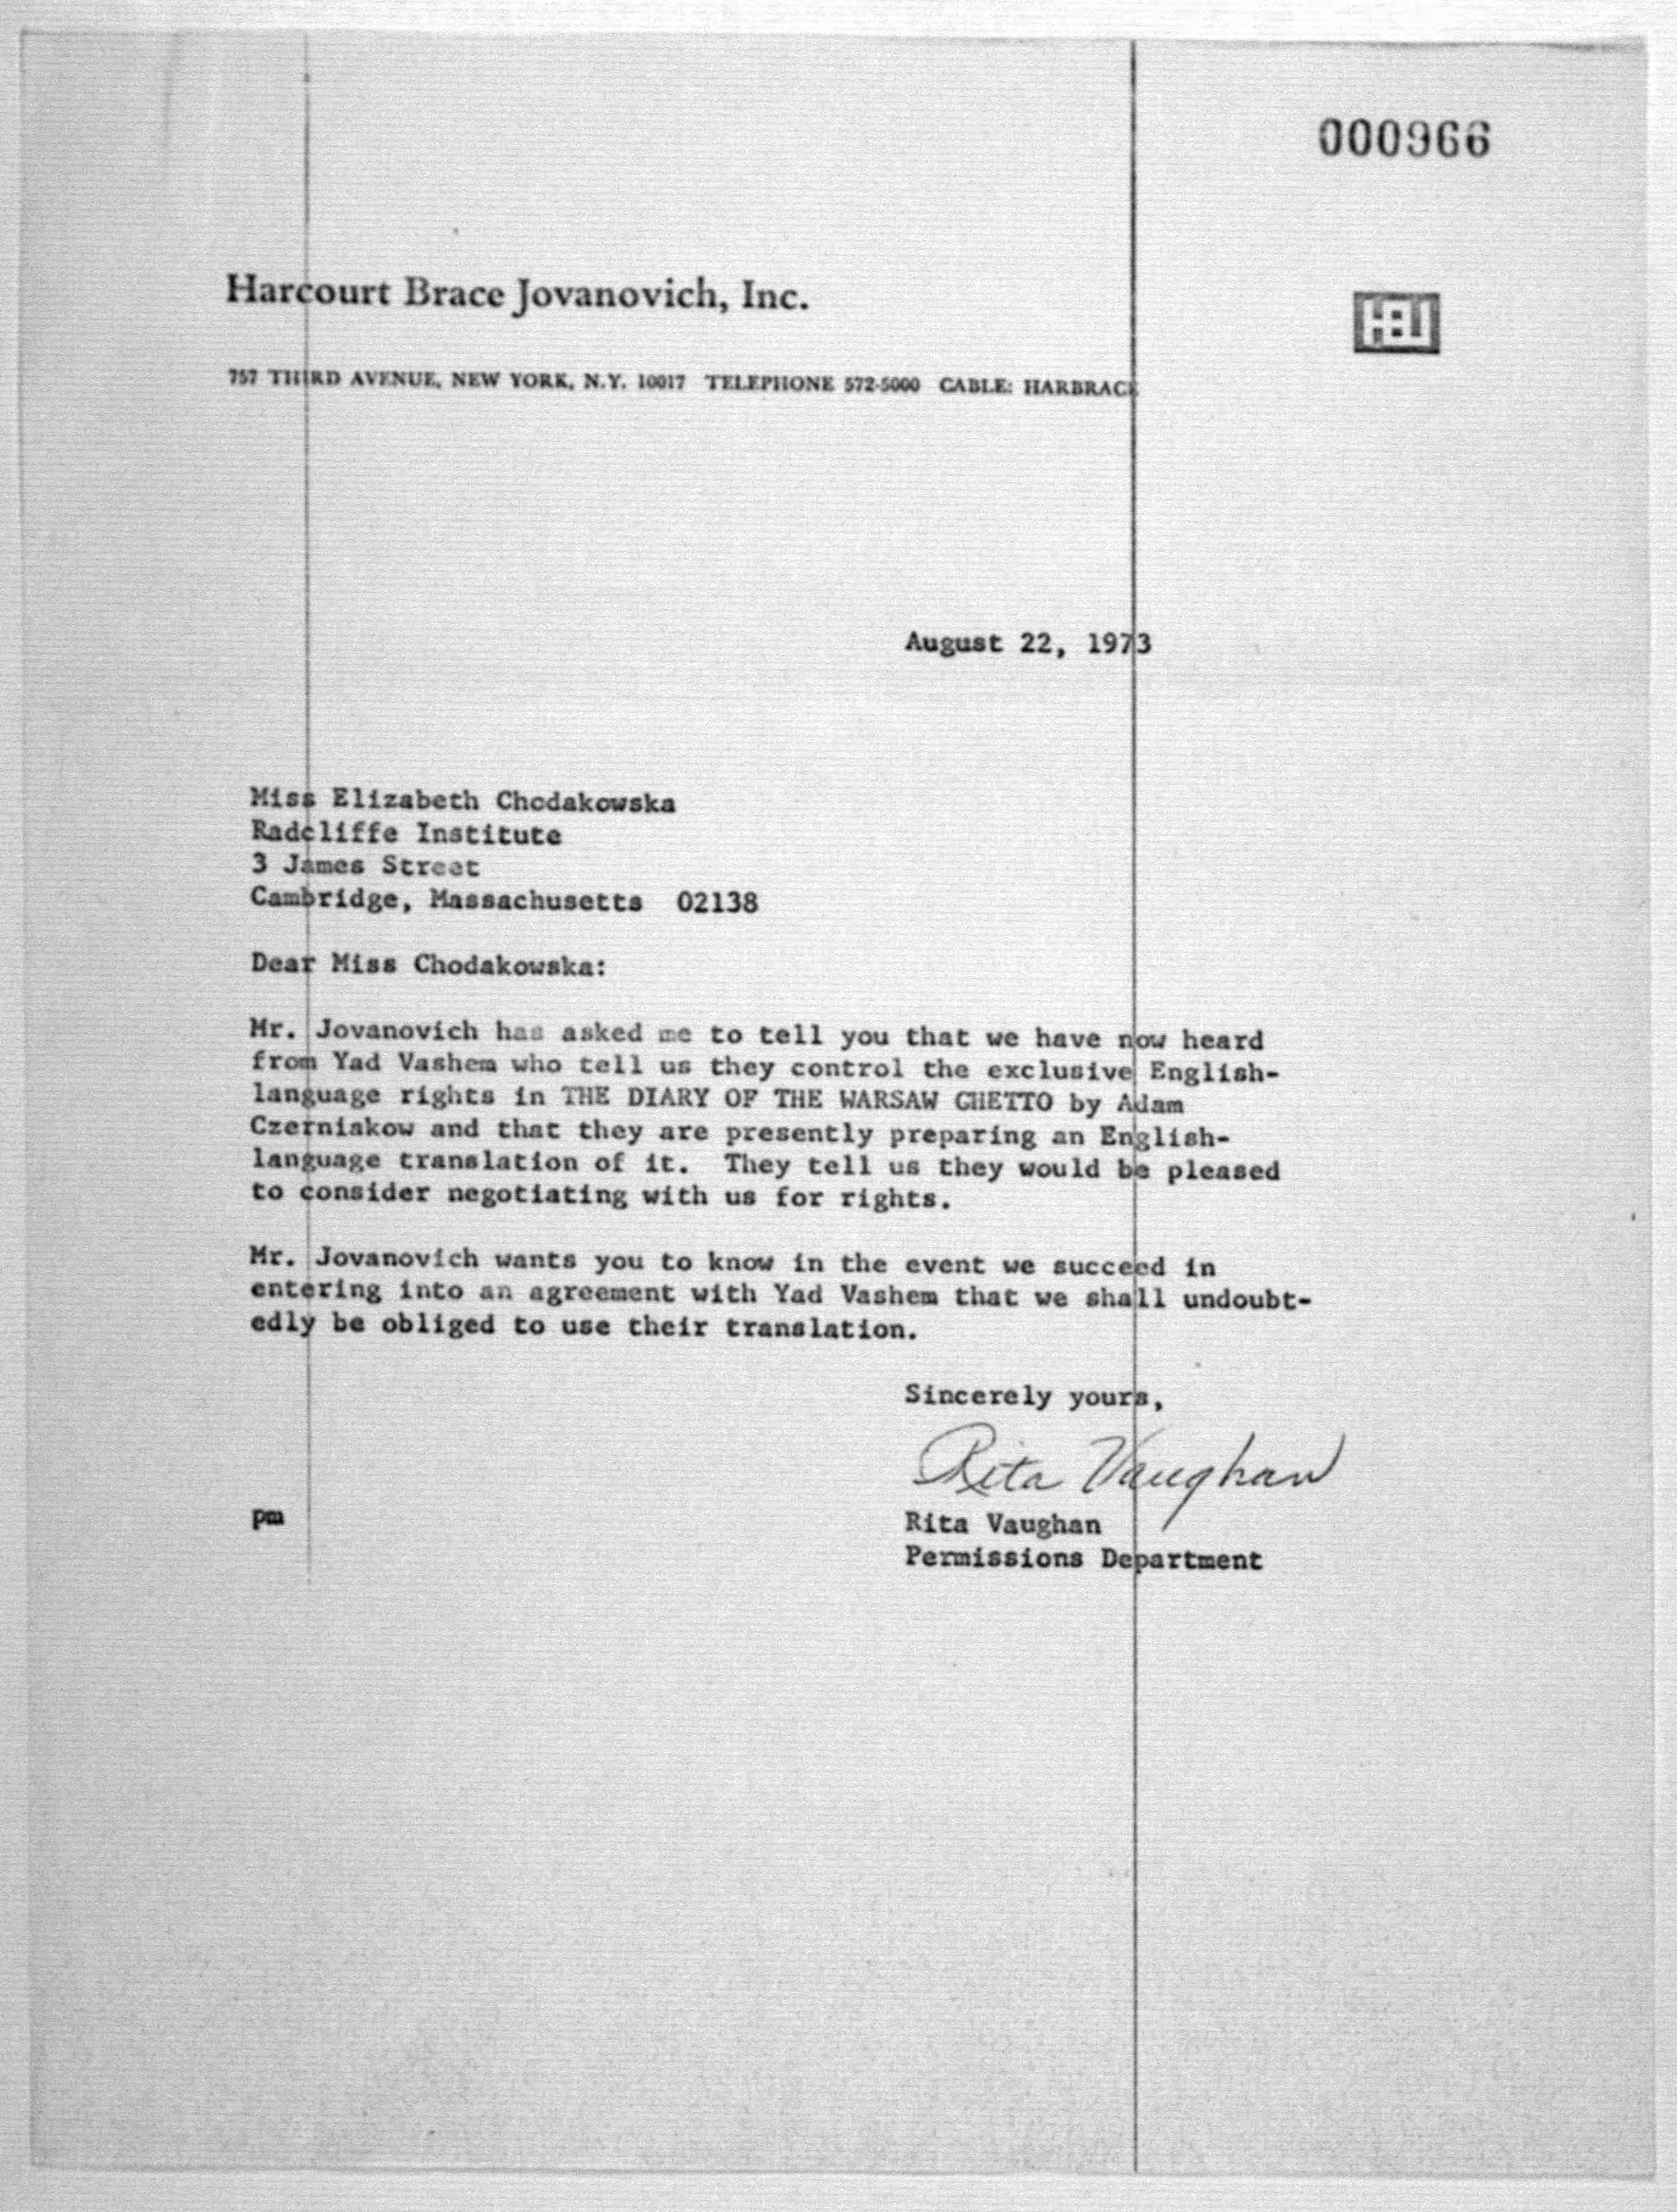 000966
Harcourt Brace Jovanovich, Inc.
HBJ
757 THIRD AVENUE, NEW YORK, N.Y. 10017 TELEPHONE 572-5000 CABLE: HARBRACE
August 22, 1973
Miss Elizabeth Chodakowska
Radcliffe Institute
3 James Street
Cambridge, Massachusetts 02138
Dear Miss Chodakowska:
Mr. Jovanovich has asked me to tell you that we have now heard
from Yad Vashem who tell us they control the exclusive English-
language rights in THE DIARY OF THE WARSAW GHETTO by Adam
Czerniakow and that they are presently preparing an English-
language translation of it. They tell us they would be pleased
to consider negotiating with us for rights.
Mr. Jovanovich wants you to know in the event we succeed in
entering into an agreement with Yad Vashem that we shall undoubt-
edly be obliged to use their translation.
Sincerely yours,
Rita Vaughan
pm
Rita Vaughan
Permissions Department